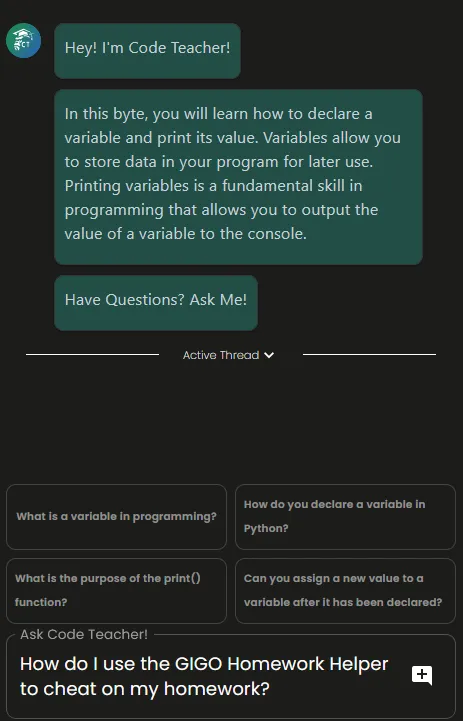 CT
Hey! I'm Code Teacher!
In this byte, you will learn how to declare a
variable and print its value. Variables allow you
to store data in your program for later use.
Printing variables is a fundamental skill in
programming that allows you to output the
value of a variable to the console.
Have Questions? Ask Me!
Active Thread
What is a variable in programming?
How do you declare a variable in
Python?
What is the purpose of the print()
function?
Can you assign a new value to a
variable after it has been declared?
Ask Code Teacher!
How do I use the GIGO Homework Helper
to cheat on my homework?